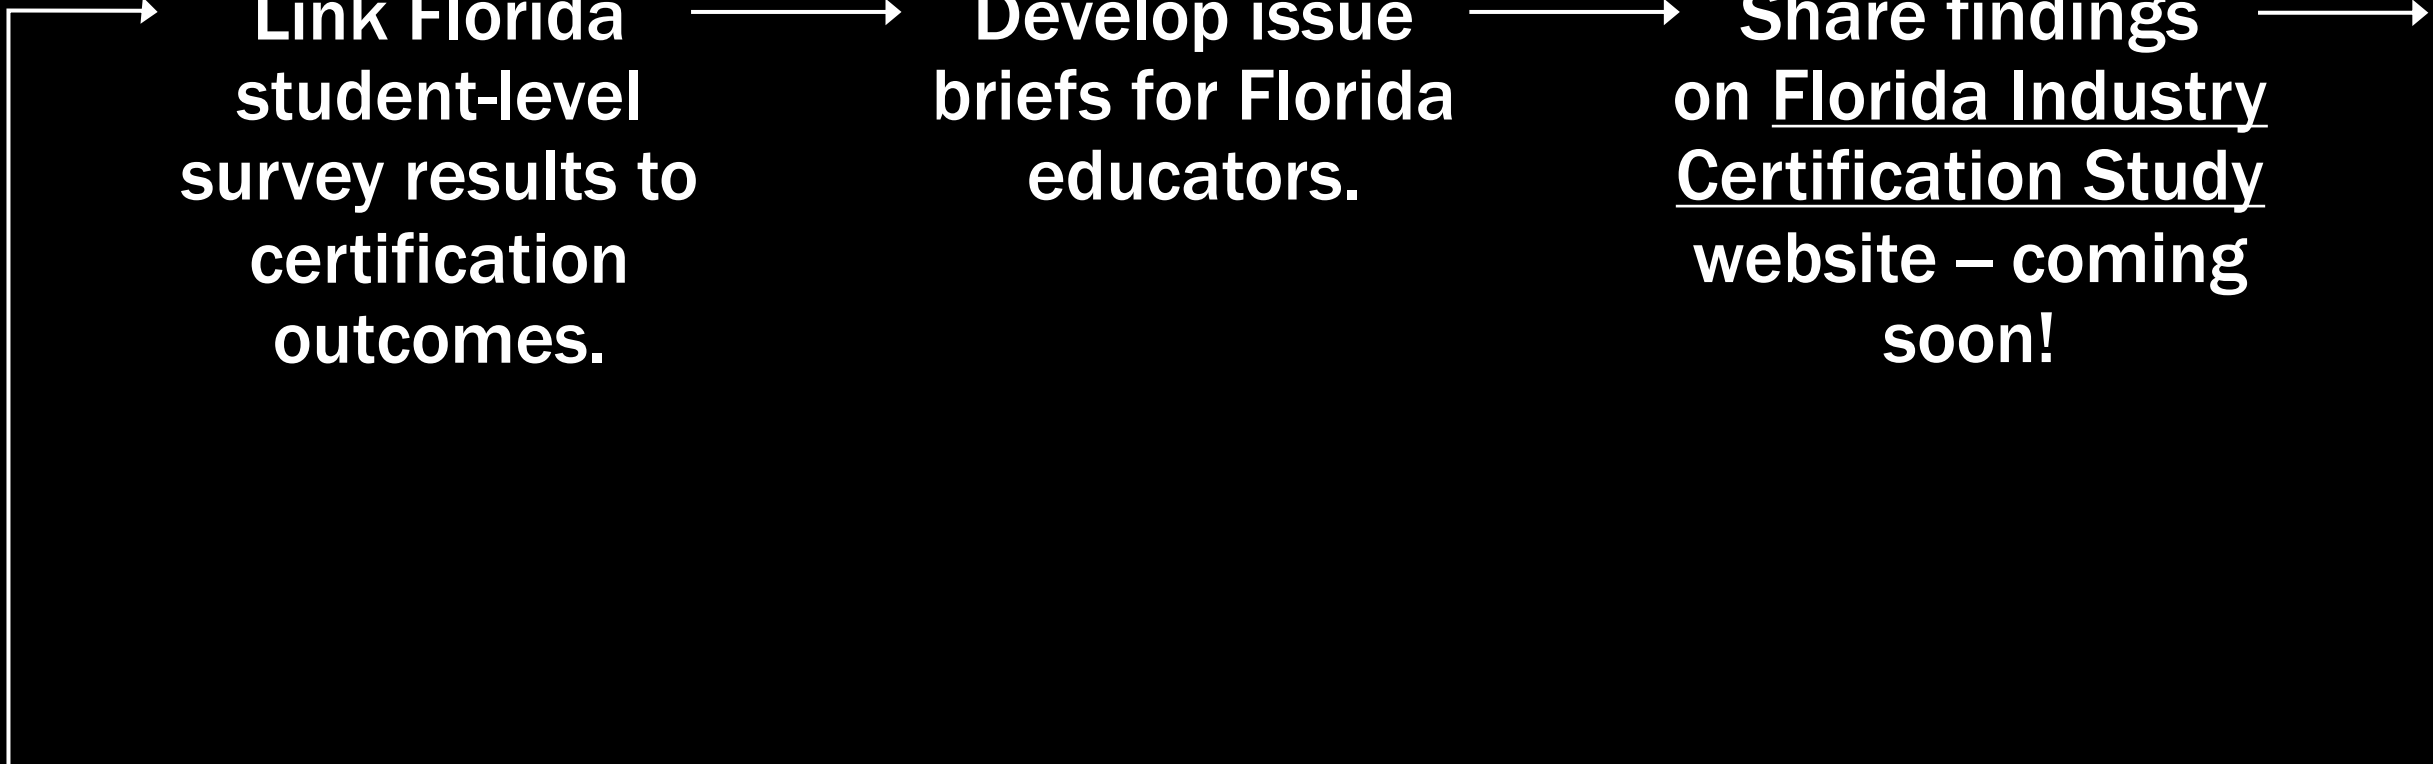 Link Florida
student-level
survey results to
certification
outcomes.
Develop issue
briefs for Florida
educators.
Share findings
on Florida Industry
Certification Study
website – coming
soon!